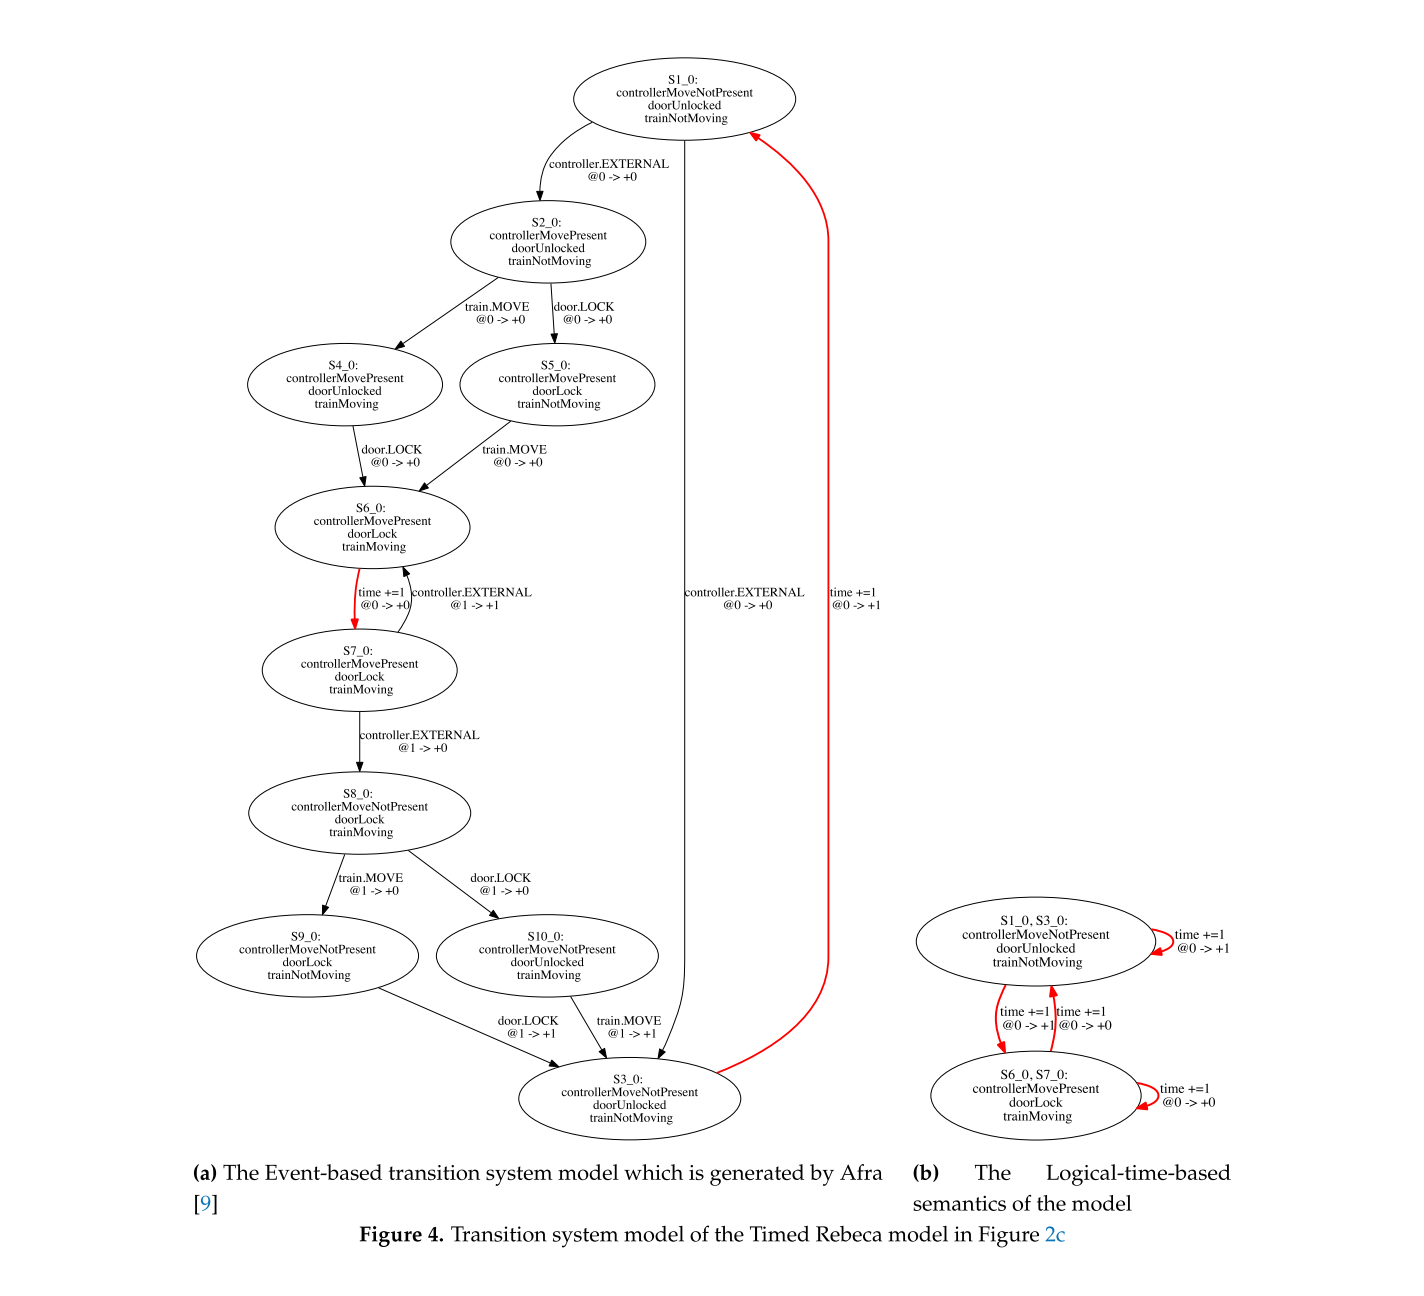 S1_0:
controllerMoveNotPresent
doorUnlocked
trainNotMoving
controller.EXTERNAL
@0 -> +0
S2_0:
controllerMovePresent
doorUnlocked
trainNotMoving
train.MOVE
@0 -> +0
door.LOCK
@0 -> +0
S4_0:
controllerMovePresent
doorUnlocked
trainMoving
S5_0:
controllerMovePresent
doorLock
trainNotMoving
door.LOCK
@0 -> +0
train.MOVE
@0 -> +0
S6_0:
controllerMovePresent
doorLock
trainMoving
time +=1
@0 -> +0
controller.EXTERNAL
@1 -> +1
controller.EXTERNAL
@0 -> +0
time +=1
@0 -> +1
S7_0:
controllerMovePresent
doorLock
trainMoving
controller.EXTERNAL
@1 -> +0
S8_0:
controllerMoveNotPresent
doorLock
trainMoving
train.MOVE
@1 -> +0
door.LOCK
@1 -> +0
S9_0:
controllerMoveNotPresent
doorLock
trainNotMoving
S10_0:
controllerMoveNotPresent
doorUnlocked
trainMoving
door.LOCK
@1 -> +1
train.MOVE
@1 -> +1
S3_0:
controllerMoveNotPresent
doorUnlocked
trainNotMoving
S1_0, S3_0:
controllerMoveNotPresent
doorUnlocked
trainNotMoving
time +=1
@0 -> +1
time +=1
@0 -> +1
time +=1
@0 -> +0
S6_0, S7_0:
controllerMovePresent
doorLock
trainMoving
time +=1
@0 -> +0
(a) The Event-based transition system model which is generated by Afra
[9]
(b) The Logical-time-based
semantics of the model
Figure 4. Transition system model of the Timed Rebeca model in Figure 2c